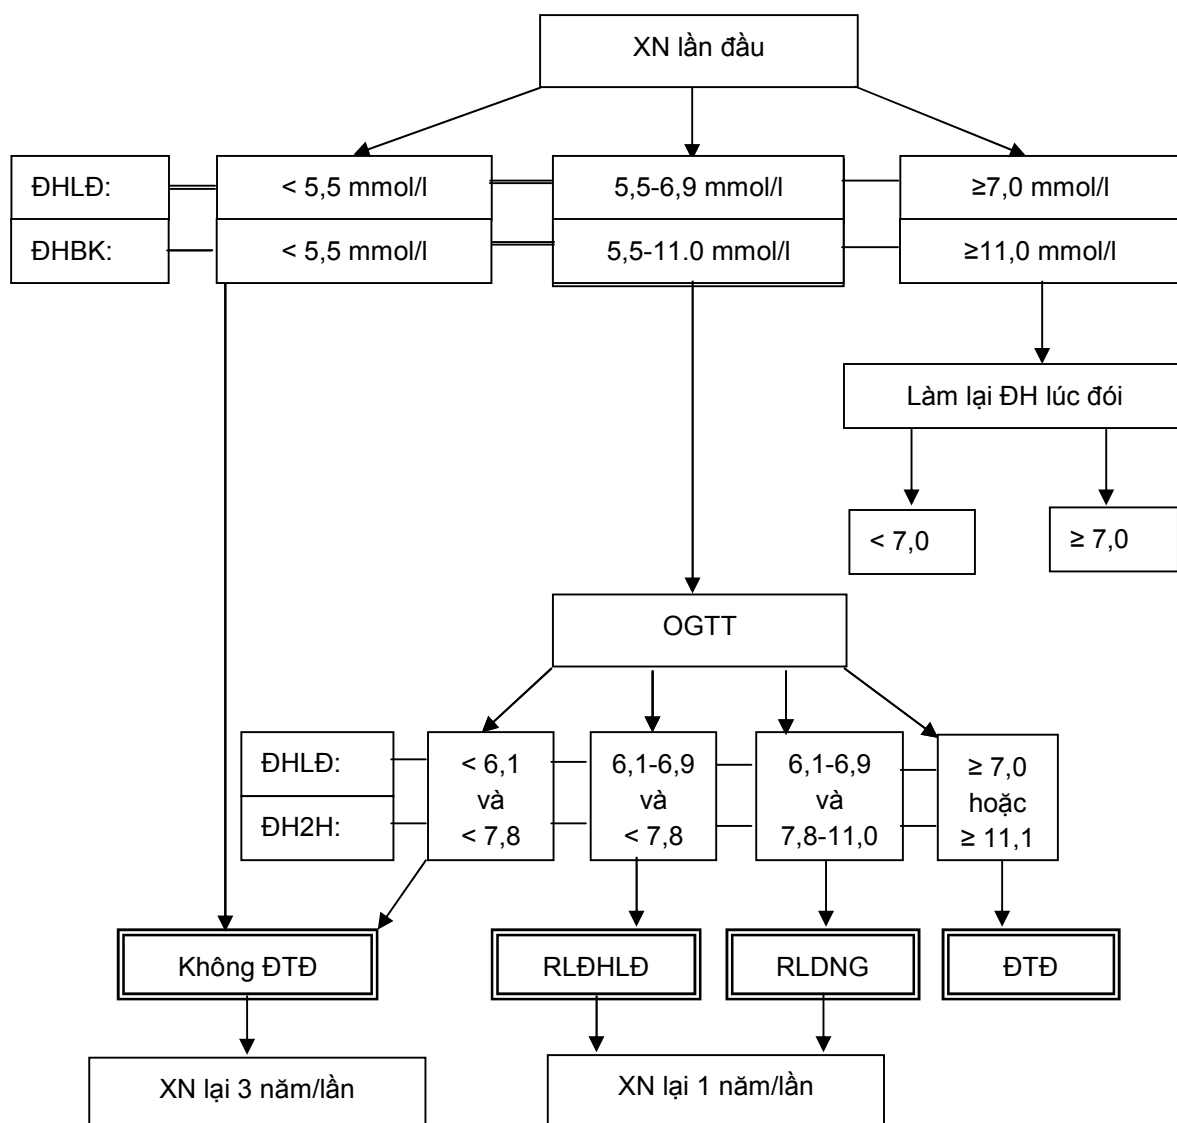 XN lần đầu
ĐHLĐ:
< 5,5 mmol/l
5,5-6,9 mmol/l
≥7,0 mmol/l
ĐHBK:
< 5,5 mmol/l
5,5-11.0 mmol/l
≥11,0 mmol/l
Làm lại ĐH lúc đói
< 7,0
≥ 7,0
OGTT
ĐHLĐ:
ĐH2H:
< 6,1
và
< 7,8
6,1-6,9
và
< 7,8
6,1-6,9
và
7,8-11,0
≥ 7,0
hoặc
≥ 11,1
Không ĐTĐ
RLĐHLĐ
RLDNG
ĐTĐ
XN lại 3 năm/lần
XN lại 1 năm/lần